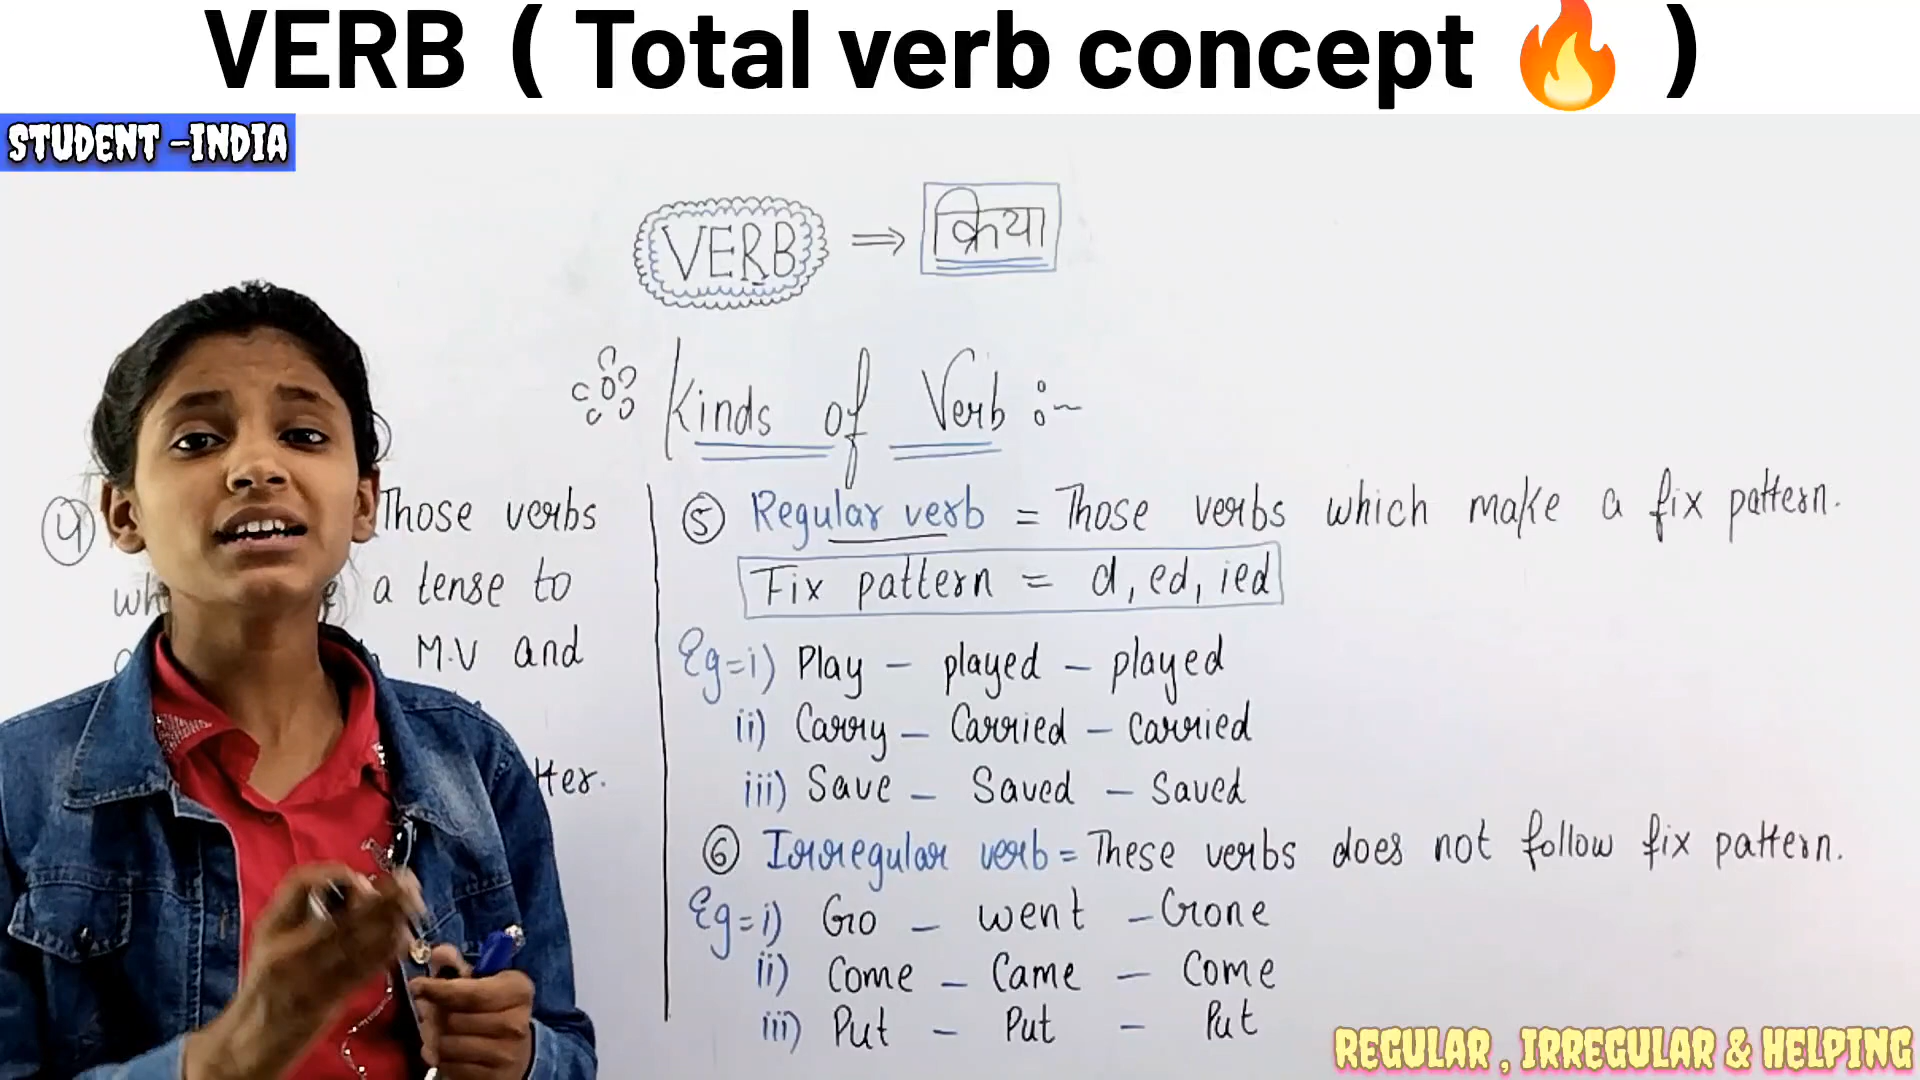 VERB ( Total verb concept 🔥 )
STUDENT -INDIA
VERB ⇒ क्रिया
Kinds of Verb :~
4 Those verbs
a tense to
M.V and
tter.
5 Regular verb = Those verbs which make a fix pattern.
Fix pattern = d, ed, ied
Eg= i) Play - played - played
ii) Carry - Carried - carried
iii) Save - Saved - Saved
6 Irregular verb = These verbs does not follow fix pattern.
Eg= i) Go - went - Gone
ii) Come - Came - Come
iii) Put - Put - Put
REGULAR , IRREGULAR & HELPING